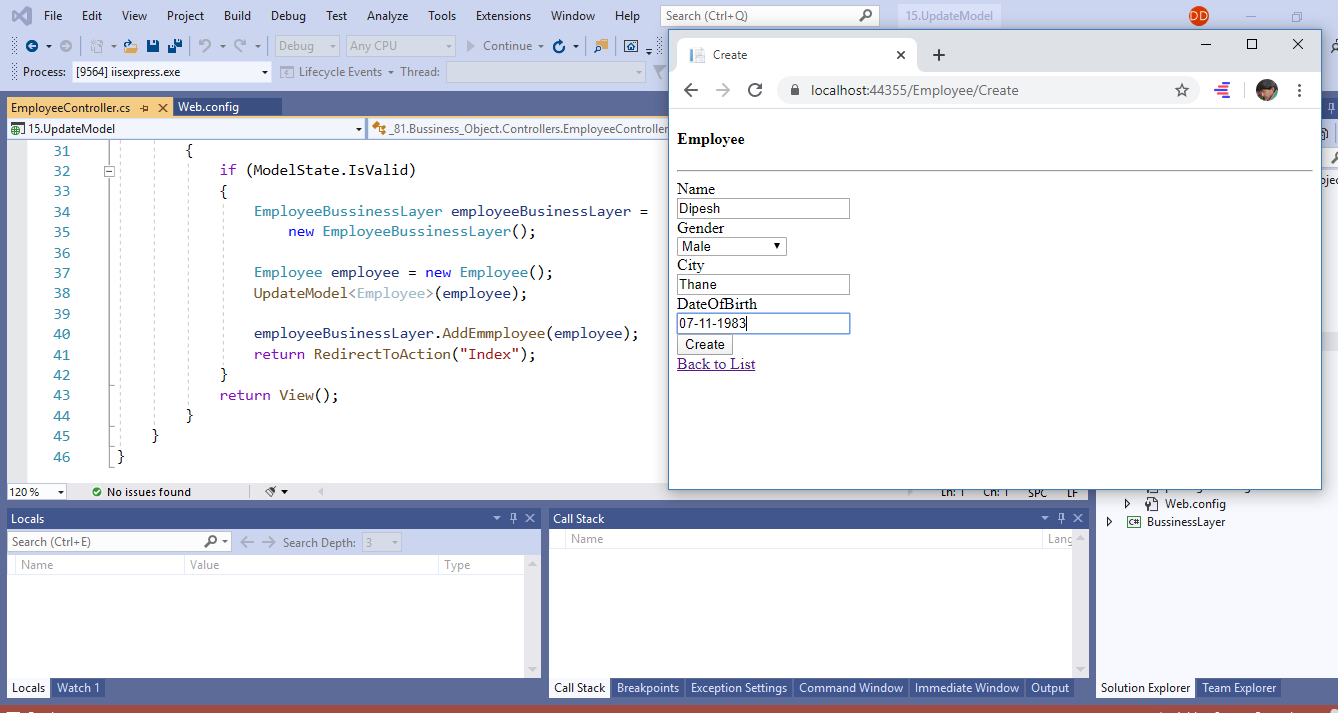 File Edit View Project Build Debug Test Analyze Tools Extensions Window Help Search (Ctrl+Q) 15.UpdateModel DD
Debug Any CPU Continue
Process: [9564] iisexpress.exe Lifecycle Events Thread:
EmployeeController.cs Web.config
15.UpdateModel _81.Bussiness_Object.Controllers.EmployeeController
31 {
32 if (ModelState.IsValid)
33 {
34 EmployeeBussinessLayer employeeBusinessLayer =
35 new EmployeeBussinessLayer();
36
37 Employee employee = new Employee();
38 UpdateModel<Employee>(employee);
39
40 employeeBusinessLayer.AddEmmployee(employee);
41 return RedirectToAction("Index");
42 }
43 return View();
44 }
45 }
46 }
120 % No issues found Ln: 1 Ch: 1 SPC LF
Create
localhost:44355/Employee/Create
Employee
Name
Dipesh
Gender
Male
City
Thane
DateOfBirth
07-11-1983
Create
Back to List
Web.config
C# BussinessLayer
Locals
Search (Ctrl+E) Search Depth: 3
Name Value Type
Locals Watch 1
Call Stack
Name Lang
Call Stack Breakpoints Exception Settings Command Window Immediate Window Output
Solution Explorer Team Explorer